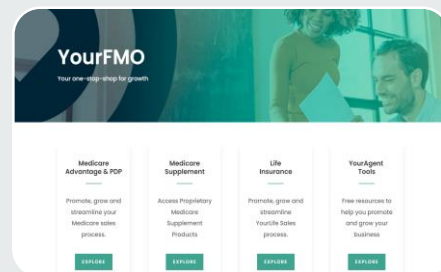 YourFMO
Your one-stop-shop for growth
Medicare
Advantage & PDP
Promote, grow and
streamline your
Medicare sales
process.
EXPLORE
Medicare
Supplement
Access Proprietary
Medicare
Supplement
Products
EXPLORE
Life
Insurance
Promote, grow and
streamline
YourLife Sales
process.
EXPLORE
YourAgent
Tools
Free resources to
help you promote
and grow your
business
EXPLORE